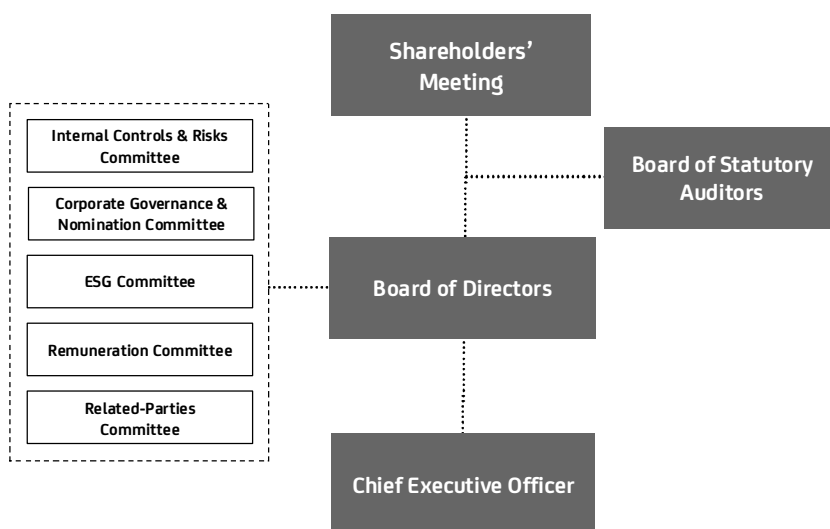 Shareholders’
Meeting
Internal Controls & Risks
Committee
Board of Statutory
Auditors
Corporate Governance &
Nomination Committee
ESG Committee
Board of Directors
Remuneration Committee
Related-Parties
Committee
Chief Executive Officer